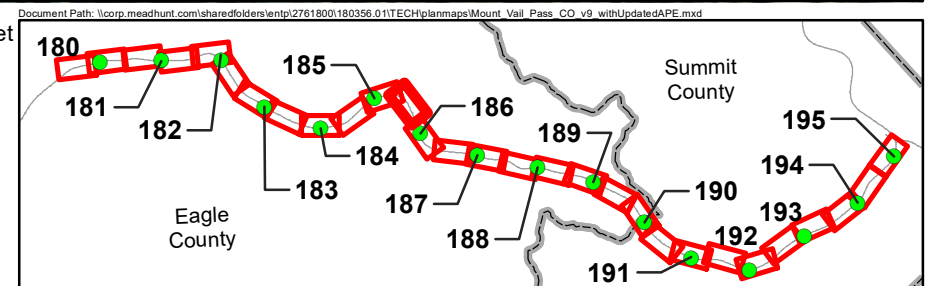 Document Path: \\corp.meadhunt.com\sharedfolders\entp\2761800\180356.01\TECH\planmaps\Mount_Vail_Pass_CO_v9_withUpdatedAPE.mxd
et
180
181
182
183
184
185
186
187
188
189
190
191
192
193
194
195
Summit
County
Eagle
County